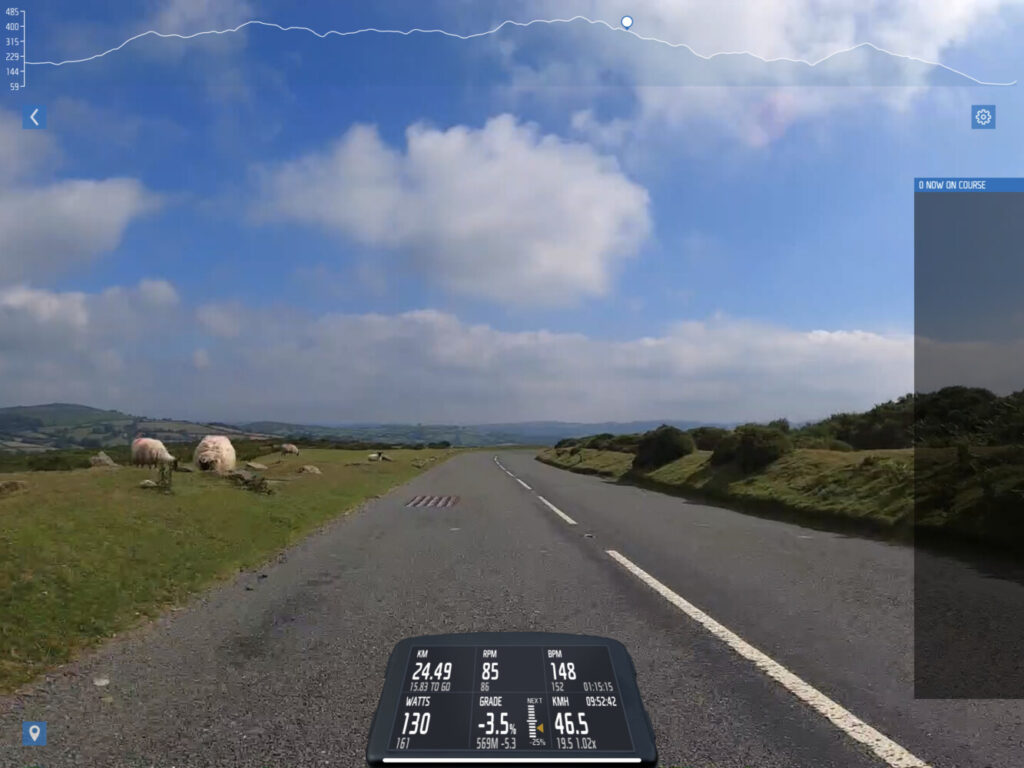 485
400
315
229
144
59
0 NOW ON COURSE
KM
24.49
15.83 TO GO
RPM
85
86
BPM
148
152 01:15:15
WATTS
130
161
GRADE
-3.5%
569M -5.3
NEXT
-25%
KMH 09:52:42
46.5
19.5 1.02x